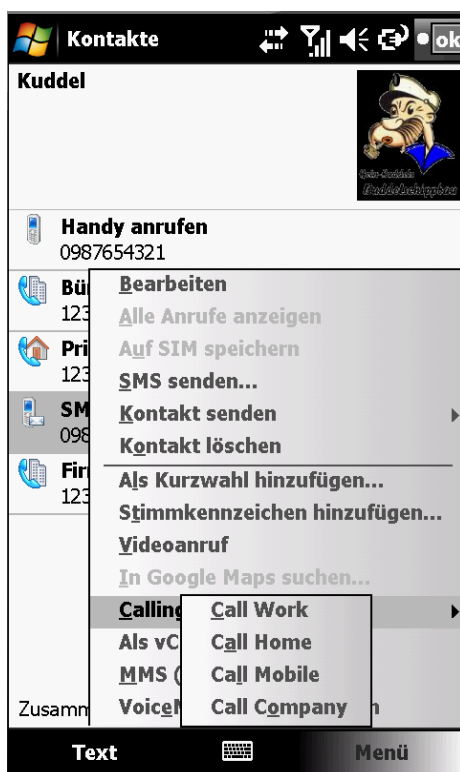 Kontakte
ok
Kuddel
Handy anrufen
0987654321
Bü
123
Pri
123
SM
098
Fir
123
Bearbeiten
Alle Anrufe anzeigen
Auf SIM speichern
SMS senden...
Kontakt senden
Kontakt löschen
Als Kurzwahl hinzufügen...
Stimmkennzeichen hinzufügen...
Videoanruf
In Google Maps suchen...
Calling
Als vC
MMS (
VoiceM
n
Call Work
Call Home
Call Mobile
Call Company
Zusamm
Text
Menü